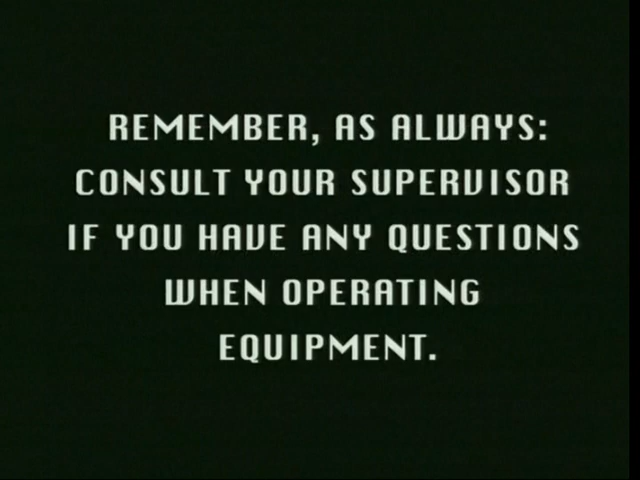 REMEMBER, AS ALWAYS:
CONSULT YOUR SUPERVISOR
IF YOU HAVE ANY QUESTIONS
WHEN OPERATING
EQUIPMENT.